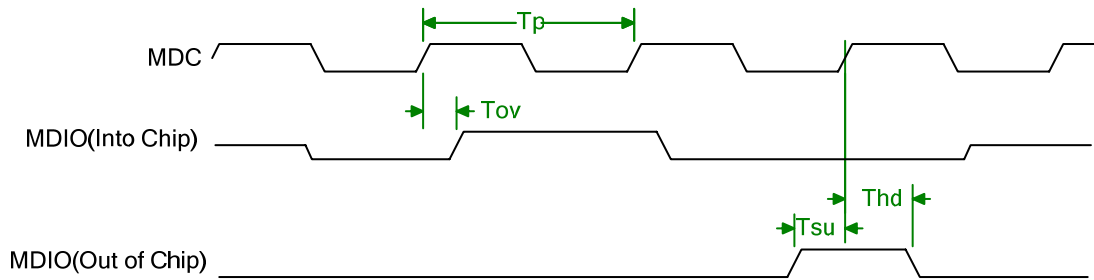 Tp
MDC
Tov
MDIO(Into Chip)
Thd
Tsu
MDIO(Out of Chip)